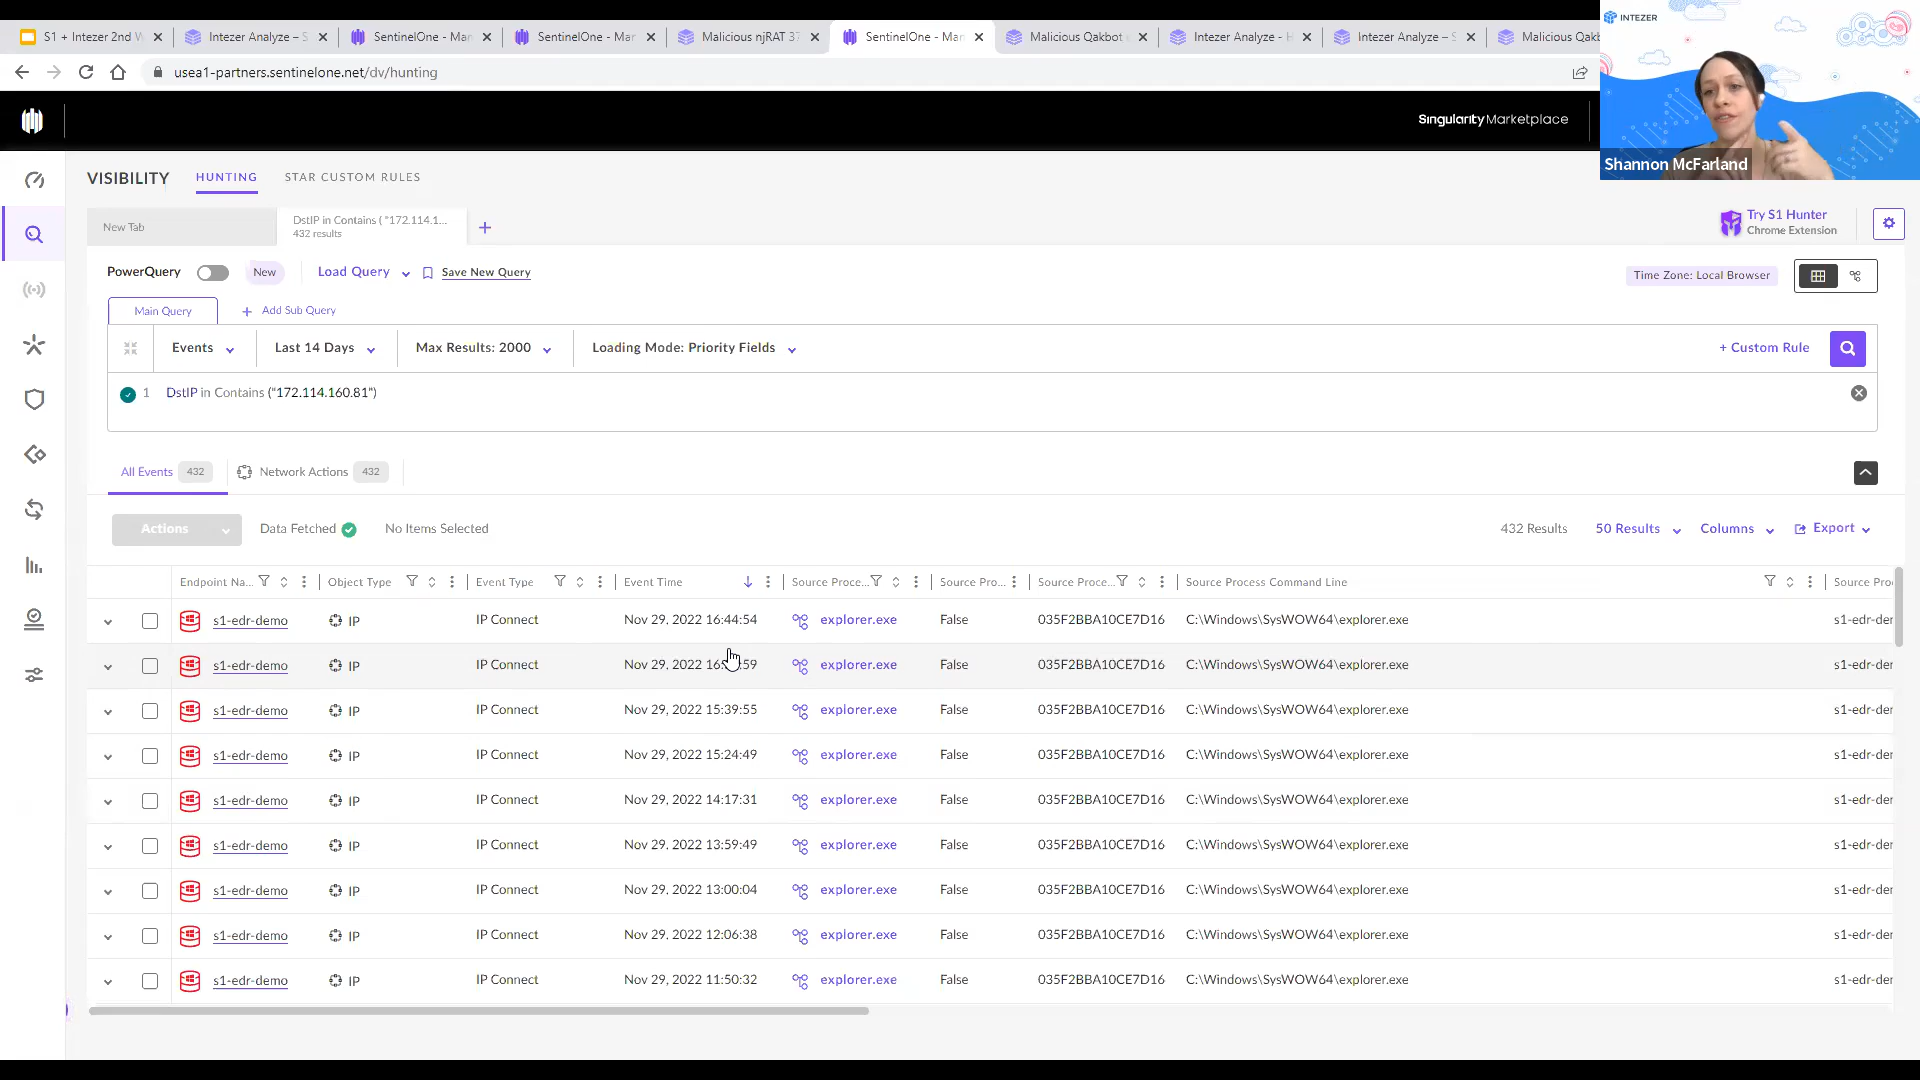 S1 + Intezer 2nd W
Intezer Analyze – S
SentinelOne - Man
SentinelOne - Man
Malicious njRAT 37
SentinelOne - Man
Malicious Qakbot
Intezer Analyze - H
Intezer Analyze – S
Malicious Qakb
INTEZER
usea1-partners.sentinelone.net/dv/hunting
Singularity Marketplace
Shannon McFarland
VISIBILITY
HUNTING
STAR CUSTOM RULES
New Tab
DstIP in Contains ( "172.114.1...
432 results
Try S1 Hunter
Chrome Extension
PowerQuery
New
Load Query
Save New Query
Time Zone: Local Browser
Main Query
Add Sub Query
Events
Last 14 Days
Max Results: 2000
Loading Mode: Priority Fields
+ Custom Rule
1 DstIP in Contains ("172.114.160.81")
All Events 432
Network Actions 432
Actions
Data Fetched
No Items Selected
432 Results
50 Results
Columns
Export
Endpoint Na... Object Type Event Type Event Time Source Proce... Source Pro... Source Proce... Source Process Command Line Source Proc
s1-edr-demo IP IP Connect Nov 29, 2022 16:44:54 explorer.exe False 035F2BBA10CE7D16 C:\Windows\SysWOW64\explorer.exe s1-edr-der
s1-edr-demo IP IP Connect Nov 29, 2022 16: :59 explorer.exe False 035F2BBA10CE7D16 C:\Windows\SysWOW64\explorer.exe s1-edr-der
s1-edr-demo IP IP Connect Nov 29, 2022 15:39:55 explorer.exe False 035F2BBA10CE7D16 C:\Windows\SysWOW64\explorer.exe s1-edr-der
s1-edr-demo IP IP Connect Nov 29, 2022 15:24:49 explorer.exe False 035F2BBA10CE7D16 C:\Windows\SysWOW64\explorer.exe s1-edr-der
s1-edr-demo IP IP Connect Nov 29, 2022 14:17:31 explorer.exe False 035F2BBA10CE7D16 C:\Windows\SysWOW64\explorer.exe s1-edr-der
s1-edr-demo IP IP Connect Nov 29, 2022 13:59:49 explorer.exe False 035F2BBA10CE7D16 C:\Windows\SysWOW64\explorer.exe s1-edr-der
s1-edr-demo IP IP Connect Nov 29, 2022 13:00:04 explorer.exe False 035F2BBA10CE7D16 C:\Windows\SysWOW64\explorer.exe s1-edr-der
s1-edr-demo IP IP Connect Nov 29, 2022 12:06:38 explorer.exe False 035F2BBA10CE7D16 C:\Windows\SysWOW64\explorer.exe s1-edr-der
s1-edr-demo IP IP Connect Nov 29, 2022 11:50:32 explorer.exe False 035F2BBA10CE7D16 C:\Windows\SysWOW64\explorer.exe s1-edr-der